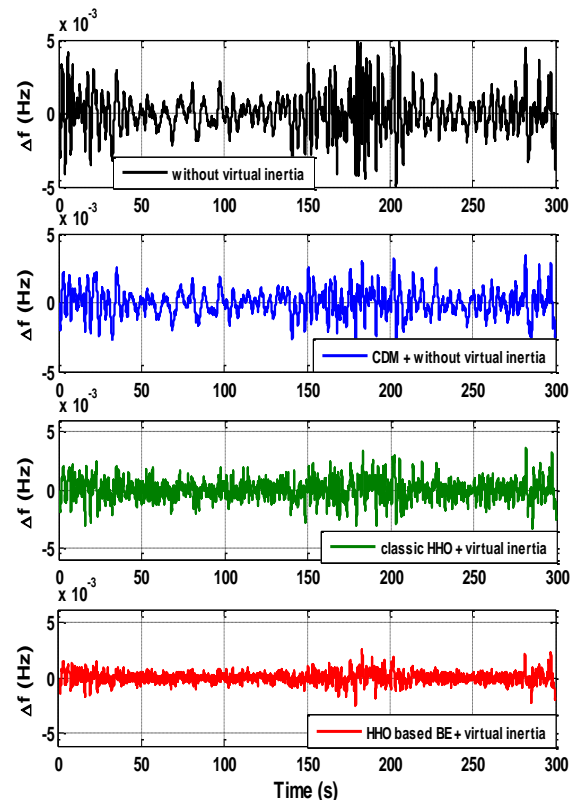 x 10⁻³
5
0
-5
Δf (Hz)
without virtual inertia
0 50 100 150 200 250 300
x 10⁻³
5
0
-5
Δf (Hz)
CDM + without virtual inertia
0 50 100 150 200 250 300
x 10⁻³
5
0
-5
Δf (Hz)
classic HHO + virtual inertia
0 50 100 150 200 250 300
x 10⁻³
5
0
-5
Δf (Hz)
HHO based BE + virtual inertia
0 50 100 150 200 250 300
Time (s)